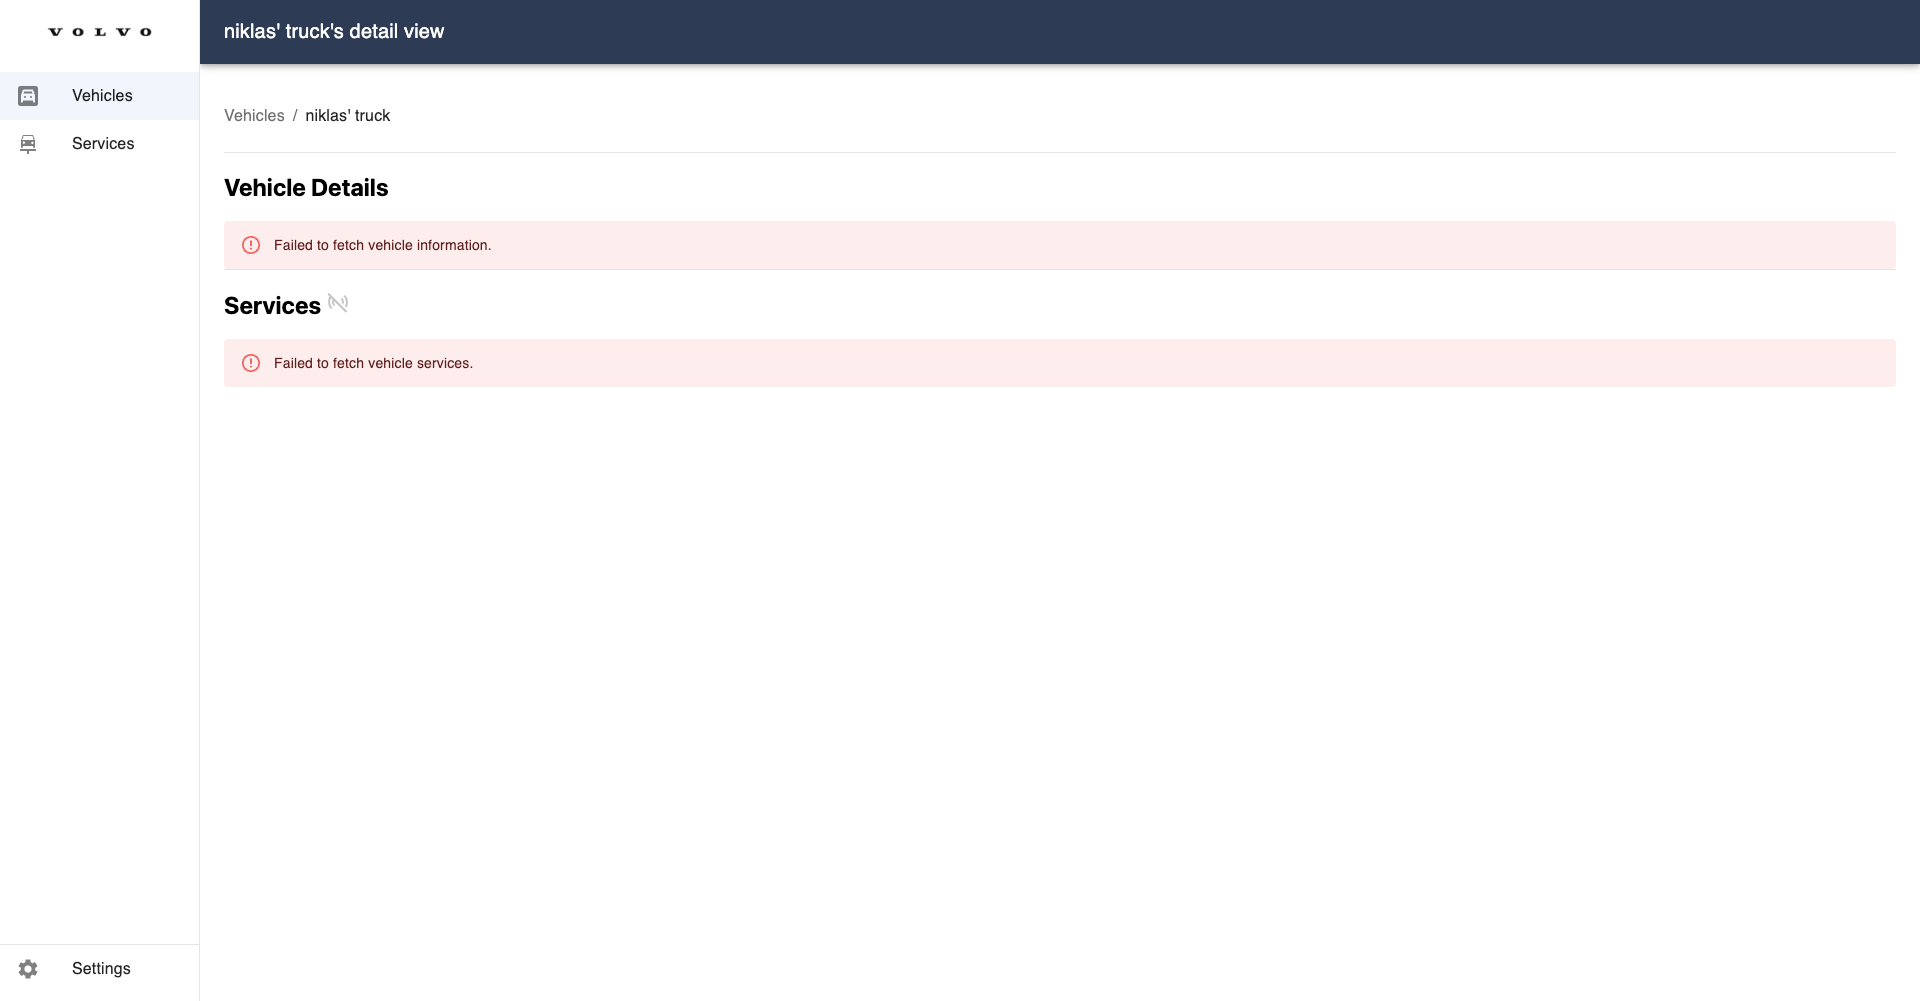 VOLVO
niklas' truck's detail view
Vehicles
Services
Vehicles / niklas' truck
Vehicle Details
Failed to fetch vehicle information.
Services
Failed to fetch vehicle services.
Settings